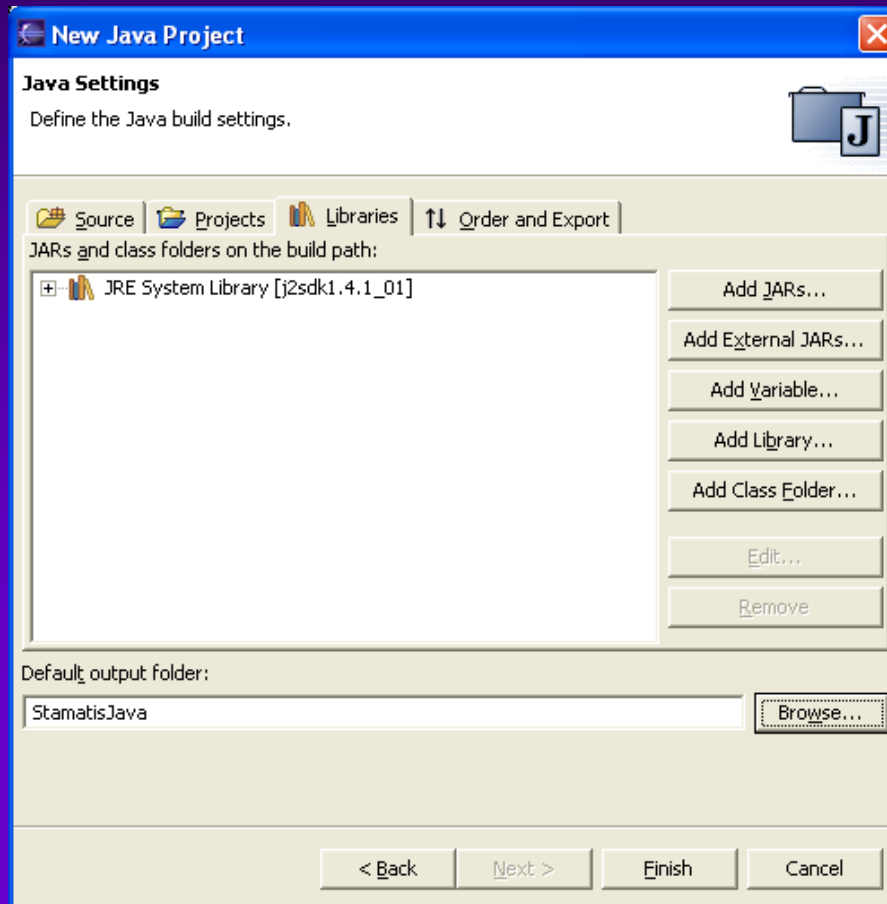 New Java Project
Java Settings
Define the Java build settings.
J
Source Projects Libraries Order and Export
JARs and class folders on the build path:
JRE System Library [j2sdk1.4.1_01]
Add JARs...
Add External JARs...
Add Variable...
Add Library...
Add Class Folder...
Edit...
Remove
Default output folder:
StamatisJava Browse...
< Back Next > Finish Cancel